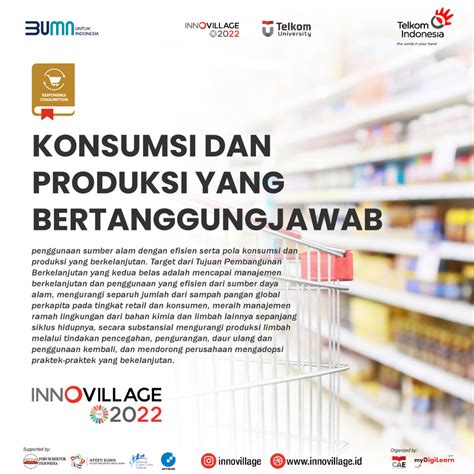 BUMN UNTUK INDONESIA
INNOVILLAGE 2022
Telkom University
Telkom Indonesia
the world in your hand
RESPONSIBLE CONSUMPTION
KONSUMSI DAN
PRODUKSI YANG
BERTANGGUNGJAWAB
penggunaan sumber alam dengan efisien serta pola konsumsi dan
produksi yang berkelanjutan. Target dari Tujuan Pembangunan
Berkelanjutan yang kedua belas adalah mencapai manajemen
berkelanjutan dan penggunaan yang efisien dari sumber daya
alam, mengurangi separuh jumlah dari sampah pangan global
perkapita pada tingkat retail dan konsumen, meraih manajemen
ramah lingkungan dari bahan kimia dan limbah lainnya sepanjang
siklus hidupnya, secara substansial mengurangi produksi limbah
melalui tindakan pencegahan, pengurangan, daur ulang dan
penggunaan kembali, dan mendorong perusahaan mengadopsi
praktek-praktek yang bekelanjutan.
INNOVILLAGE
2022
Supported by:
FORUM REKTOR INDONESIA
APERTI BUMN
innovillage
www.innovillage.id
Organized by:
CAE
myDigiLearn